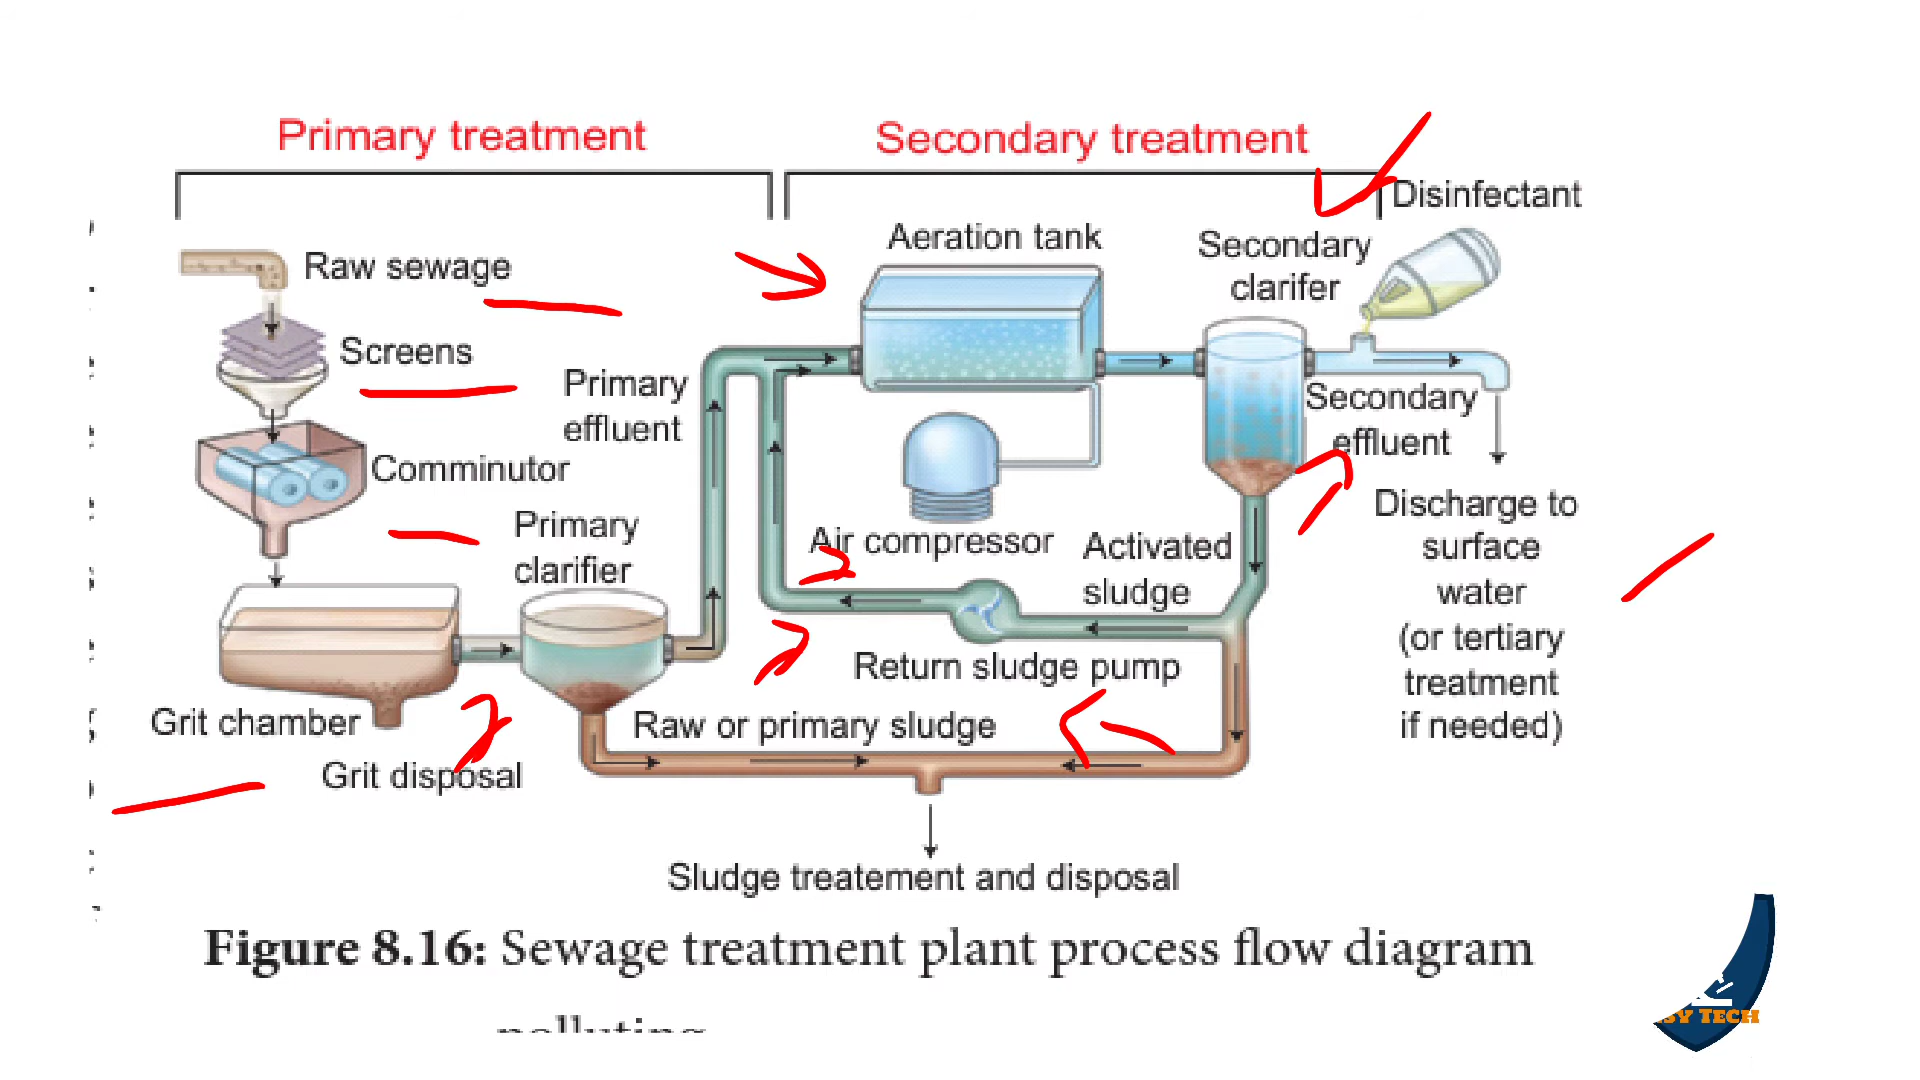 Primary treatment
Secondary treatment
Disinfectant
Raw sewage
Aeration tank
Secondary
clarifer
Screens
Primary
effluent
Secondary
effluent
Comminutor
Primary
clarifier
Air compressor
Activated
sludge
Discharge to
surface
water
(or tertiary
treatment
if needed)
Return sludge pump
Grit chamber
Raw or primary sludge
Grit disposal
Sludge treatement and disposal
Figure 8.16: Sewage treatment plant process flow diagram
SY TECH